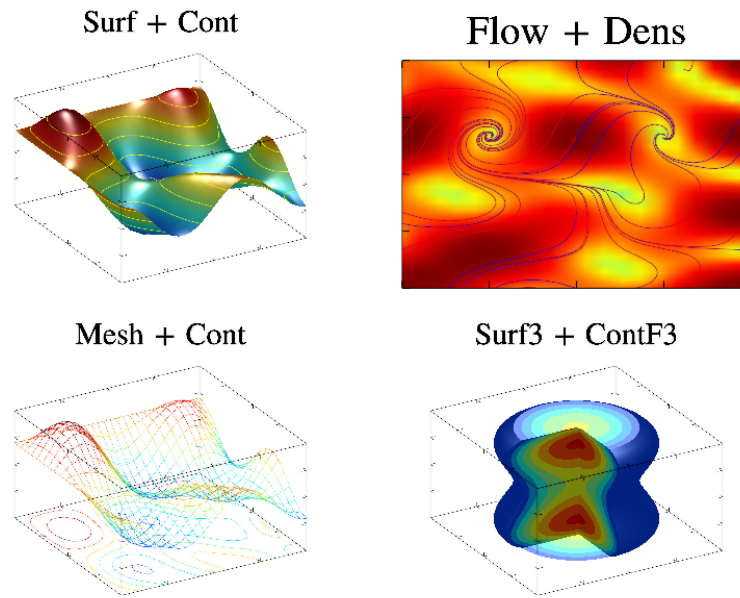 Surf + Cont
Flow + Dens
Mesh + Cont
Surf3 + ContF3